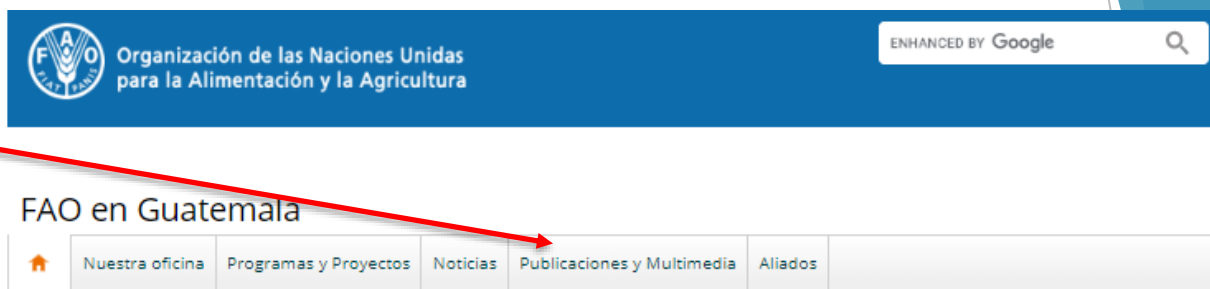 FAO
FIAT PANIS
Organización de las Naciones Unidas
para la Alimentación y la Agricultura
ENHANCED BY Google
FAO en Guatemala
Nuestra oficina Programas y Proyectos Noticias Publicaciones y Multimedia Aliados